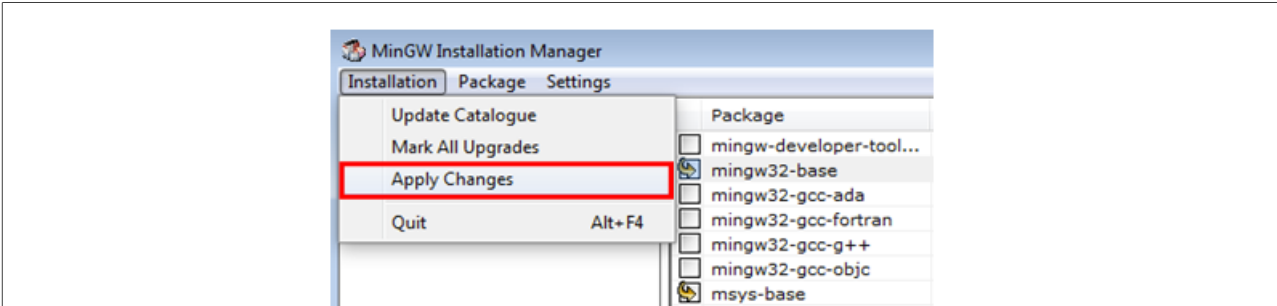 MinGW Installation Manager
Installation Package Settings
Update Catalogue
Mark All Upgrades
Apply Changes
Quit Alt+F4
Package
mingw-developer-tool...
mingw32-base
mingw32-gcc-ada
mingw32-gcc-fortran
mingw32-gcc-g++
mingw32-gcc-objc
msys-base